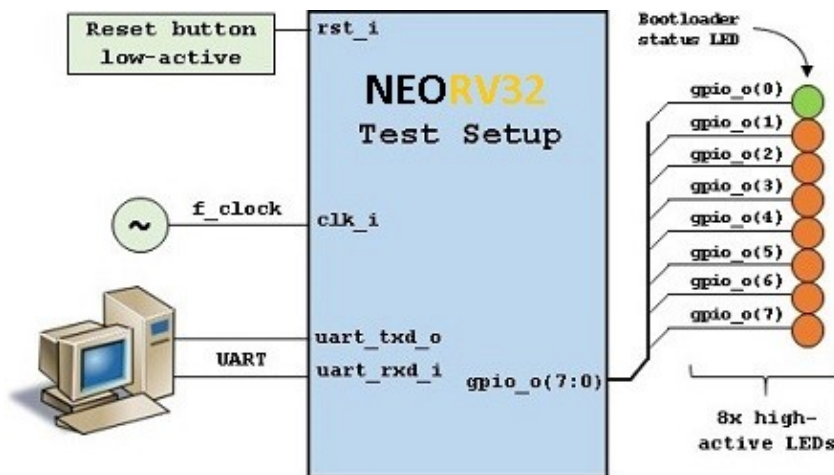 Reset button
low-active
rst_i
NEORV32
Test Setup
f_clock
~
clk_i
UART
uart_txd_o
uart_rxd_i
gpio_o(7:0)
Bootloader
status LED
gpio_o(0)
gpio_o(1)
gpio_o(2)
gpio_o(3)
gpio_o(4)
gpio_o(5)
gpio_o(6)
gpio_o(7)
8x high-
active LEDs